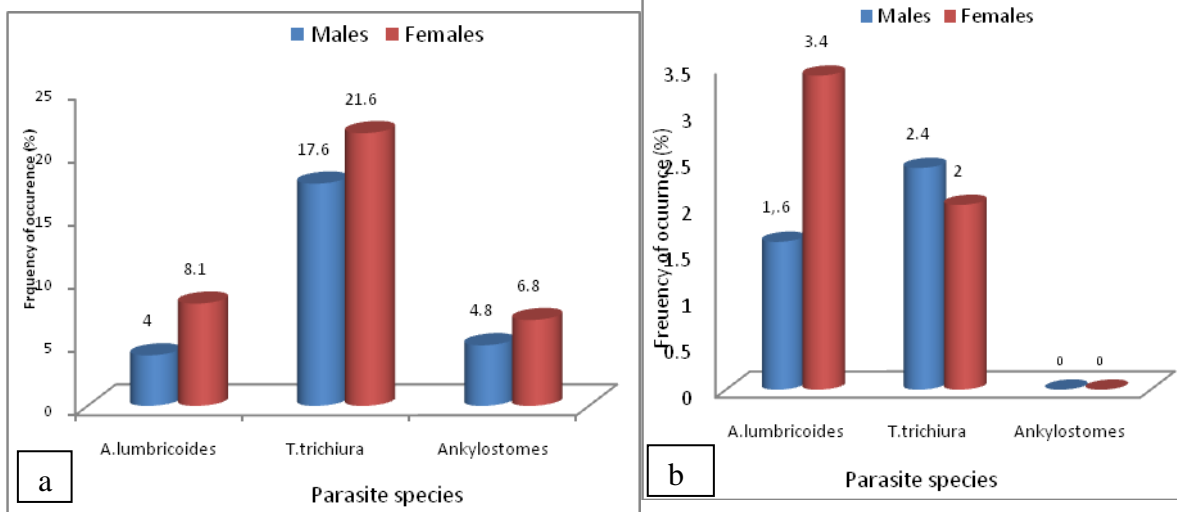 Males Females
Frquency of occurence (%)
25
20
15
10
5
0
4
8.1
17.6
21.6
4.8
6.8
A.lumbricoides T.trichiura Ankylostomes
Parasite species
a
Males Females
Freuency of ocuurnce (%)
3.5
3
2.5
2
1.5
1
0.5
0
1,.6
3.4
2.4
2
0
0
A.lumbricoides T.trichiura Ankylostomes
Parasite species
b